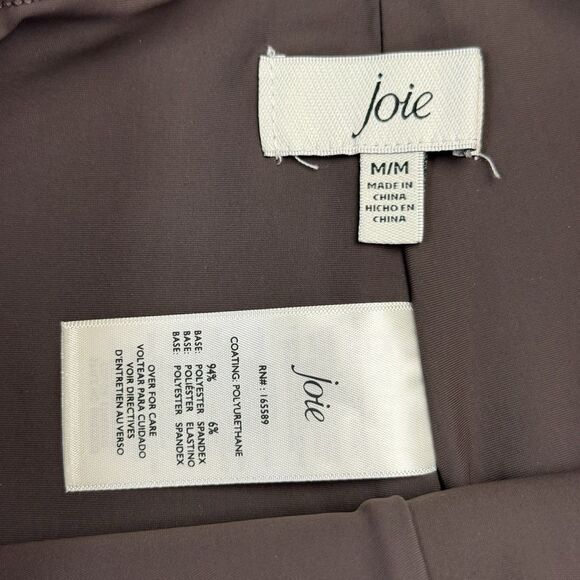 joie
M/M
MADE IN
CHINA
HICHO EN
CHINA
joie
RN# : 165589
COATING: POLYURETHANE
94% 6%
BASE: POLYESTER SPANDEX
BASE: POLIÉSTER ELASTINO
BASE: POLYESTER SPANDEX
OVER FOR CARE
VOLTEAR PARA CUIDADO
VOIR DIRECTIVES
D'ENTRETIEN AU VERSO